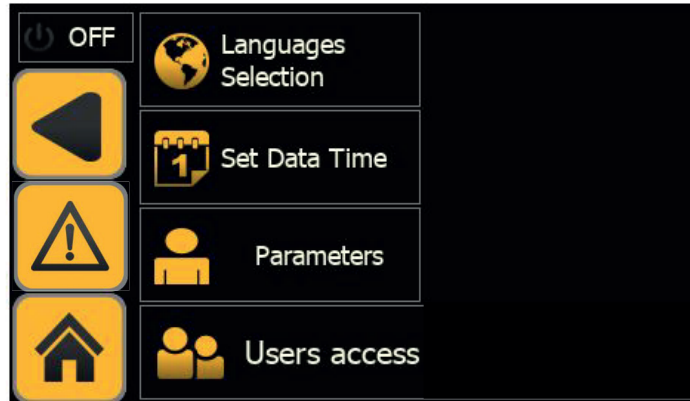 OFF
Languages
Selection
1
Set Data Time
Parameters
Users access